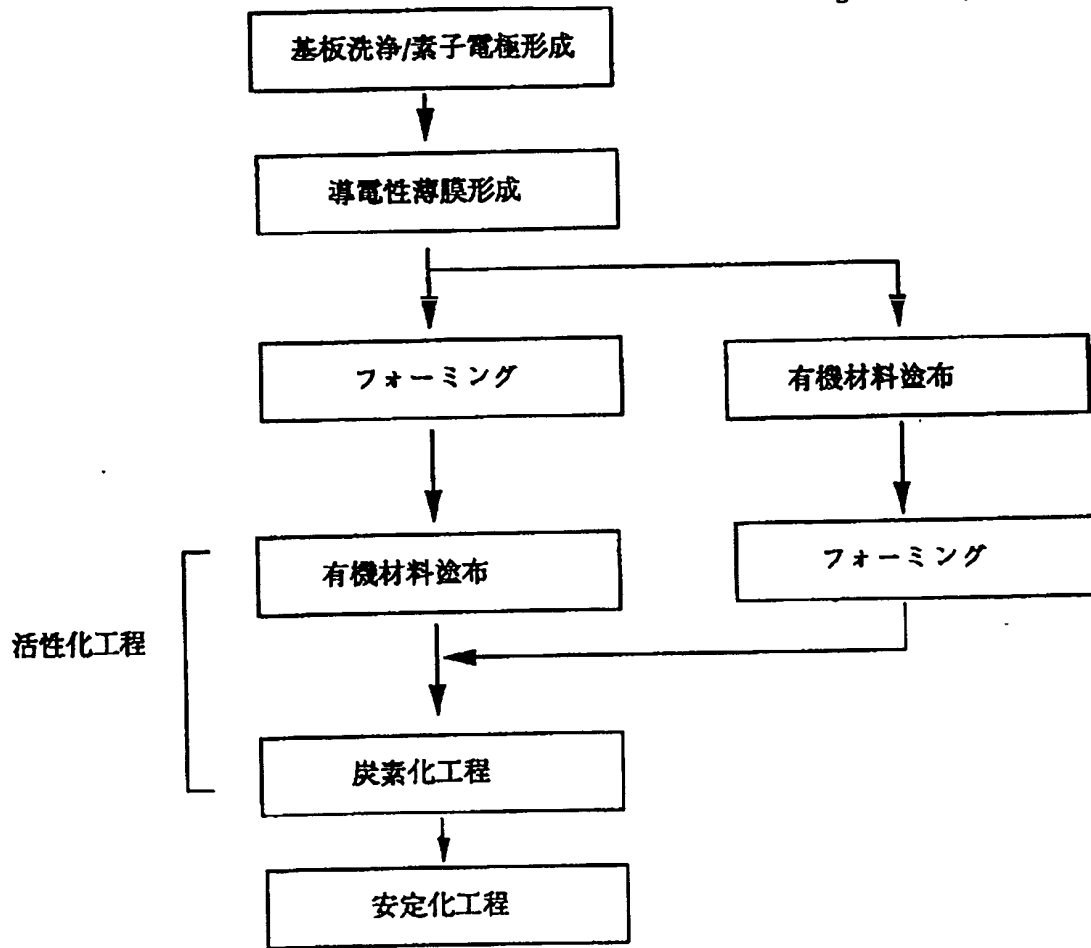 基板洗浄/素子電極形成
導電性薄膜形成
フォーミング
有機材料塗布
有機材料塗布
フォーミング
活性化工程
炭素化工程
安定化工程